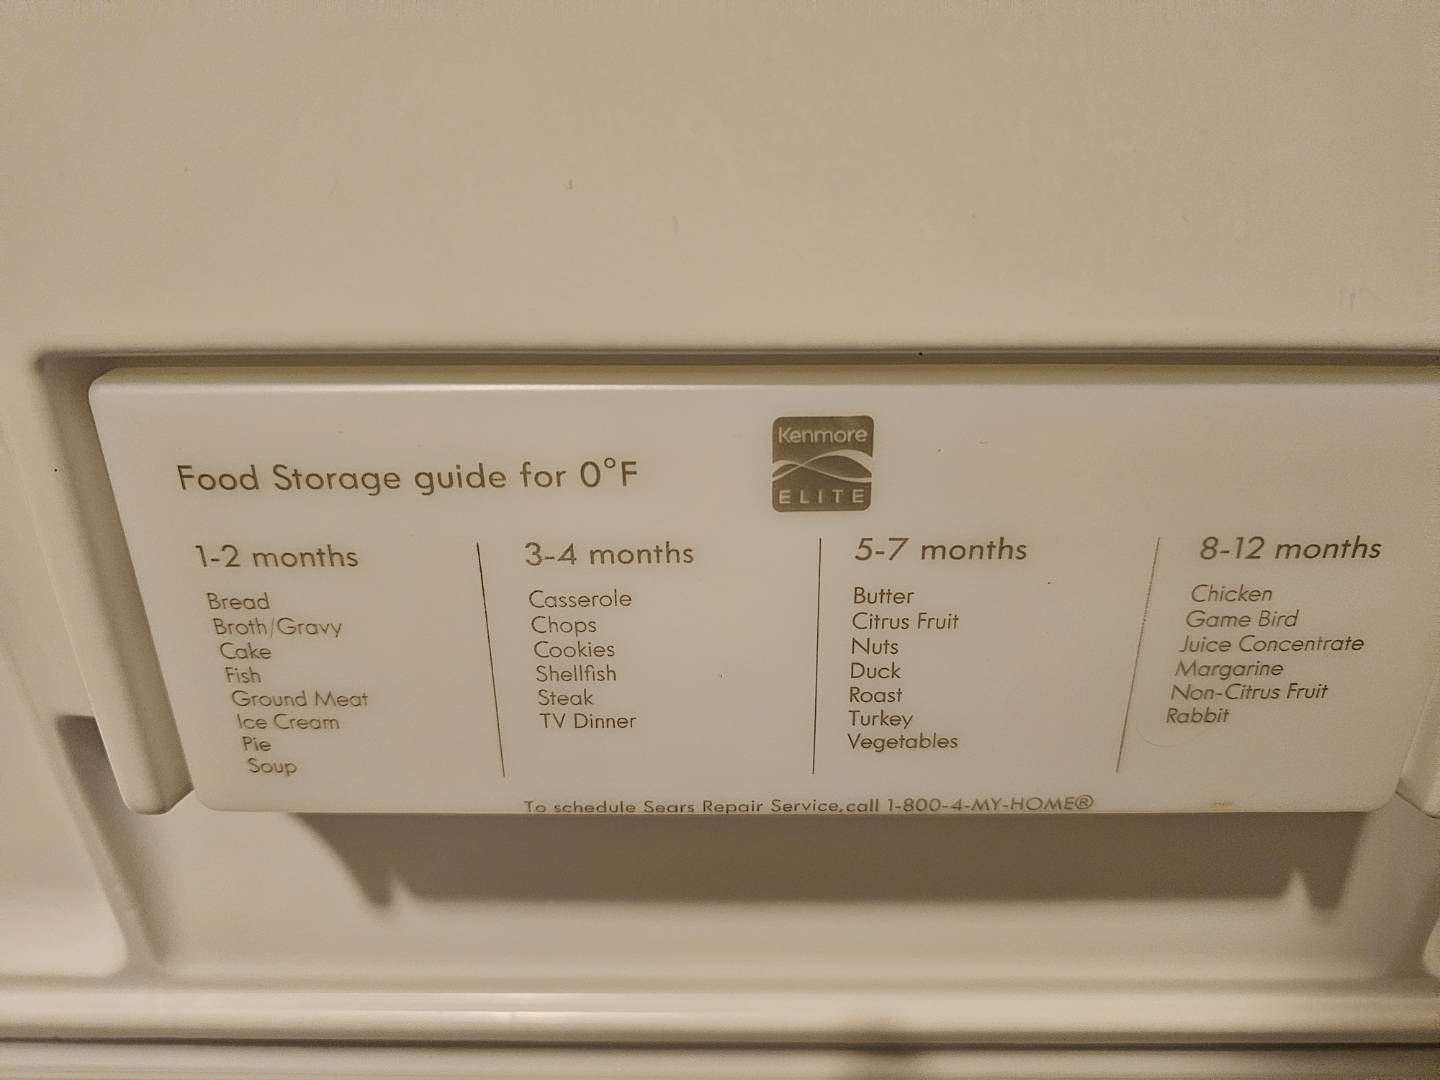 Kenmore
ELITE
Food Storage guide for 0°F
1-2 months
Bread
Broth/Gravy
Cake
Fish
Ground Meat
Ice Cream
Pie
Soup
3-4 months
Casserole
Chops
Cookies
Shellfish
Steak
TV Dinner
5-7 months
Butter
Citrus Fruit
Nuts
Duck
Roast
Turkey
Vegetables
8-12 months
Chicken
Game Bird
Juice Concentrate
Margarine
Non-Citrus Fruit
Rabbit
To schedule Sears Repair Service, call 1-800-4-MY-HOME®